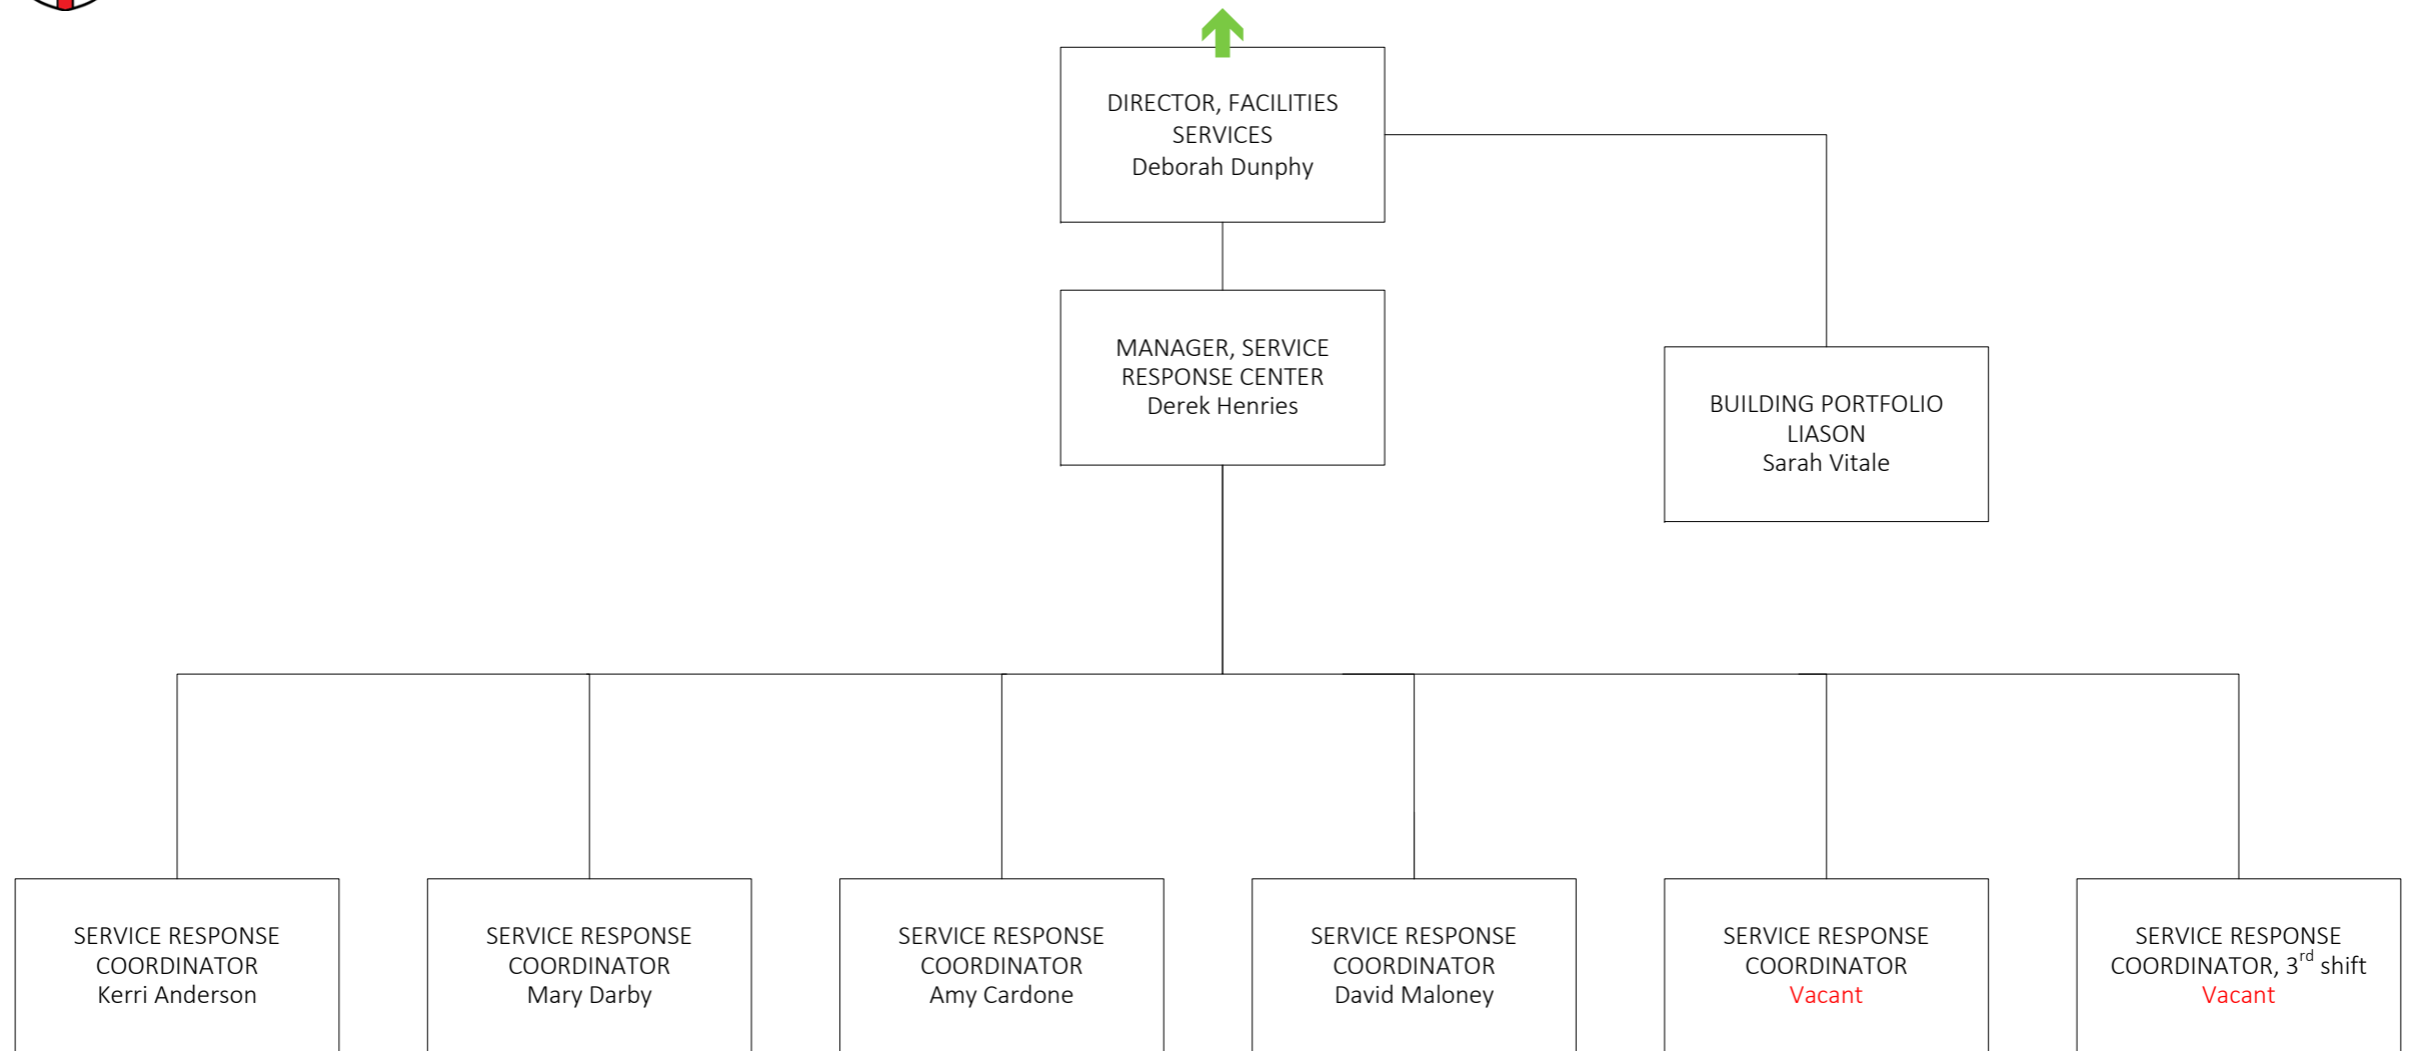 DIRECTOR, FACILITIES
SERVICES
Deborah Dunphy
MANAGER, SERVICE
RESPONSE CENTER
Derek Henries
BUILDING PORTFOLIO
LIASON
Sarah Vitale
SERVICE RESPONSE
COORDINATOR
Kerri Anderson
SERVICE RESPONSE
COORDINATOR
Mary Darby
SERVICE RESPONSE
COORDINATOR
Amy Cardone
SERVICE RESPONSE
COORDINATOR
David Maloney
SERVICE RESPONSE
COORDINATOR
Vacant
SERVICE RESPONSE
COORDINATOR, 3rd shift
Vacant